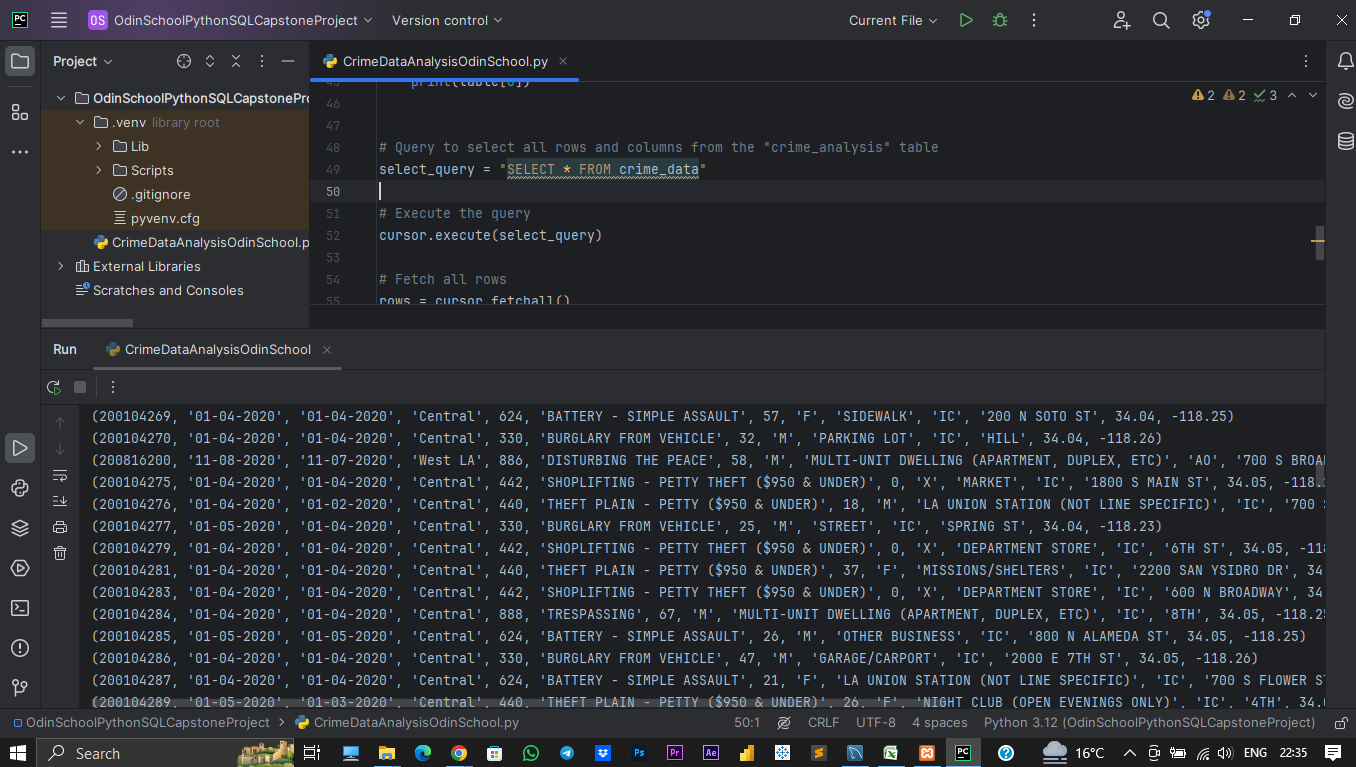 PC OS OdinSchoolPythonSQLCapstoneProject Version control Current File
Project
OdinSchoolPythonSQLCapstonePr
.venv library root
Lib
Scripts
.gitignore
pyvenv.cfg
CrimeDataAnalysisOdinSchool.p
External Libraries
Scratches and Consoles
CrimeDataAnalysisOdinSchool.py
2 2 3
45 print(table[0])
46
47
48 # Query to select all rows and columns from the "crime_analysis" table
49 select_query = "SELECT * FROM crime_data"
50
51 # Execute the query
52 cursor.execute(select_query)
53
54 # Fetch all rows
55 rows = cursor.fetchall()
Run CrimeDataAnalysisOdinSchool
(200104269, '01-04-2020', '01-04-2020', 'Central', 624, 'BATTERY - SIMPLE ASSAULT', 57, 'F', 'SIDEWALK', 'IC', '200 N SOTO ST', 34.04, -118.25)
(200104270, '01-04-2020', '01-04-2020', 'Central', 330, 'BURGLARY FROM VEHICLE', 32, 'M', 'PARKING LOT', 'IC', 'HILL', 34.04, -118.26)
(200816200, '11-08-2020', '11-07-2020', 'West LA', 886, 'DISTURBING THE PEACE', 58, 'M', 'MULTI-UNIT DWELLING (APARTMENT, DUPLEX, ETC)', 'AO', '700 S BROA
(200104275, '01-04-2020', '01-04-2020', 'Central', 442, 'SHOPLIFTING - PETTY THEFT ($950 & UNDER)', 0, 'X', 'MARKET', 'IC', '1800 S MAIN ST', 34.05, -118.
(200104276, '01-04-2020', '01-02-2020', 'Central', 440, 'THEFT PLAIN - PETTY ($950 & UNDER)', 18, 'M', 'LA UNION STATION (NOT LINE SPECIFIC)', 'IC', '700 S
(200104277, '01-05-2020', '01-04-2020', 'Central', 330, 'BURGLARY FROM VEHICLE', 25, 'M', 'STREET', 'IC', 'SPRING ST', 34.04, -118.23)
(200104279, '01-04-2020', '01-04-2020', 'Central', 442, 'SHOPLIFTING - PETTY THEFT ($950 & UNDER)', 0, 'X', 'DEPARTMENT STORE', 'IC', '6TH ST', 34.05, -118
(200104281, '01-04-2020', '01-04-2020', 'Central', 440, 'THEFT PLAIN - PETTY ($950 & UNDER)', 37, 'F', 'MISSIONS/SHELTERS', 'IC', '2200 SAN YSIDRO DR', 34
(200104283, '01-04-2020', '01-04-2020', 'Central', 442, 'SHOPLIFTING - PETTY THEFT ($950 & UNDER)', 0, 'X', 'DEPARTMENT STORE', 'IC', '600 N BROADWAY', 34
(200104284, '01-04-2020', '01-04-2020', 'Central', 888, 'TRESPASSING', 67, 'M', 'MULTI-UNIT DWELLING (APARTMENT, DUPLEX, ETC)', 'IC', '8TH', 34.05, -118.25
(200104285, '01-05-2020', '01-05-2020', 'Central', 624, 'BATTERY - SIMPLE ASSAULT', 26, 'M', 'OTHER BUSINESS', 'IC', '800 N ALAMEDA ST', 34.05, -118.25)
(200104286, '01-04-2020', '01-04-2020', 'Central', 330, 'BURGLARY FROM VEHICLE', 47, 'M', 'GARAGE/CARPORT', 'IC', '2000 E 7TH ST', 34.05, -118.26)
(200104287, '01-04-2020', '01-04-2020', 'Central', 624, 'BATTERY - SIMPLE ASSAULT', 21, 'F', 'LA UNION STATION (NOT LINE SPECIFIC)', 'IC', '700 S FLOWER ST
(200104289, '01-05-2020', '01-03-2020', 'Central', 440, 'THEFT PLAIN - PETTY ($950 & UNDER)', 26, 'F', 'NIGHT CLUB (OPEN EVENINGS ONLY)', 'IC', '4TH', 34.0
OdinSchoolPythonSQLCapstoneProject > CrimeDataAnalysisOdinSchool.py 50:1 CRLF UTF-8 4 spaces Python 3.12 (OdinSchoolPythonSQLCapstoneProject)
Search Ps Pr Ae PC 16°C ENG 22:35